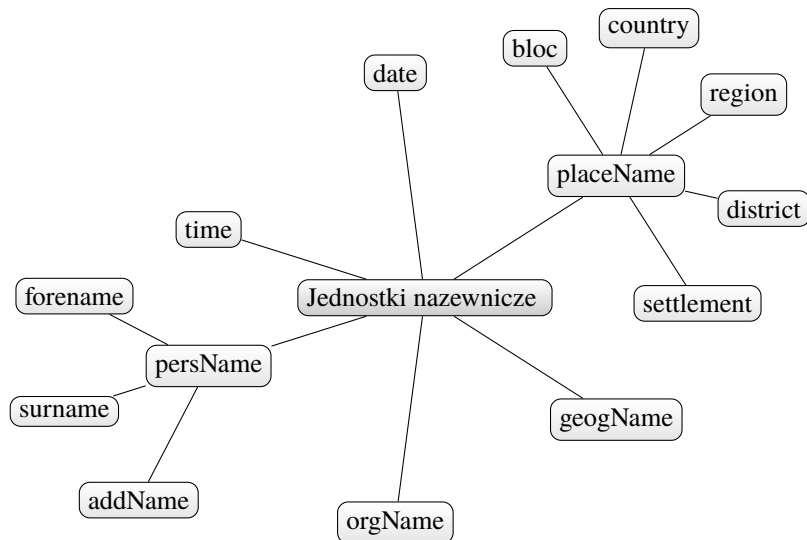 country
bloc
date
region
placeName
district
time
forename
Jednostki nazewnicze
settlement
persName
surname
geogName
addName
orgName